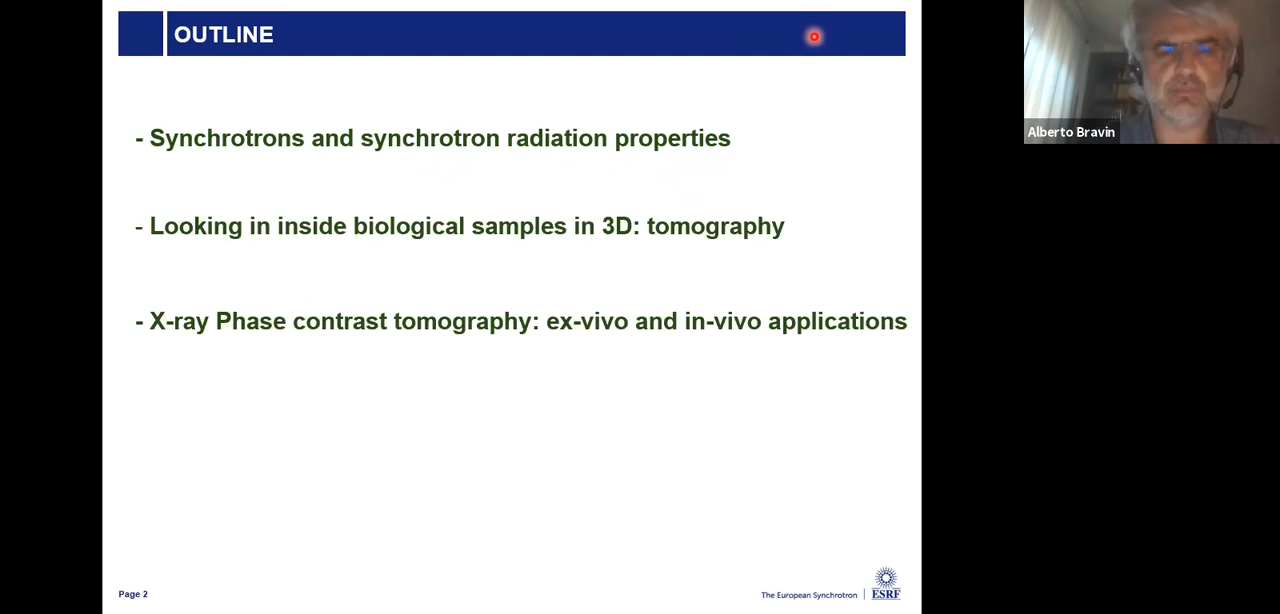 OUTLINE
Alberto Bravin
- Synchrotrons and synchrotron radiation properties
- Looking in inside biological samples in 3D: tomography
- X-ray Phase contrast tomography: ex-vivo and in-vivo applications
Page 2
The European Synchrotron
ESRF